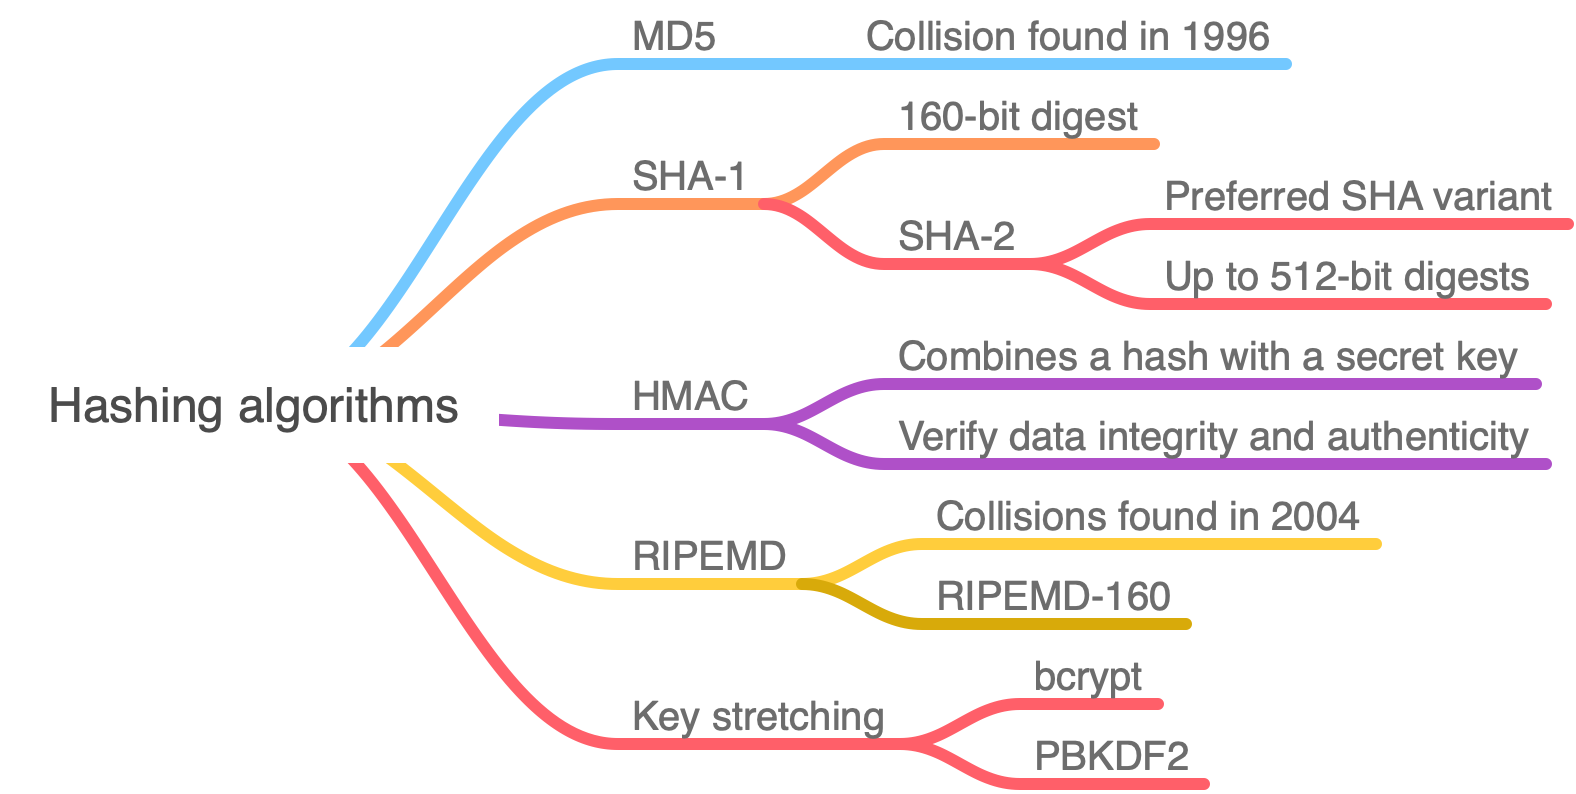 Hashing algorithms
MD5
Collision found in 1996
SHA-1
160-bit digest
SHA-2
Preferred SHA variant
Up to 512-bit digests
HMAC
Combines a hash with a secret key
Verify data integrity and authenticity
RIPEMD
Collisions found in 2004
RIPEMD-160
Key stretching
bcrypt
PBKDF2